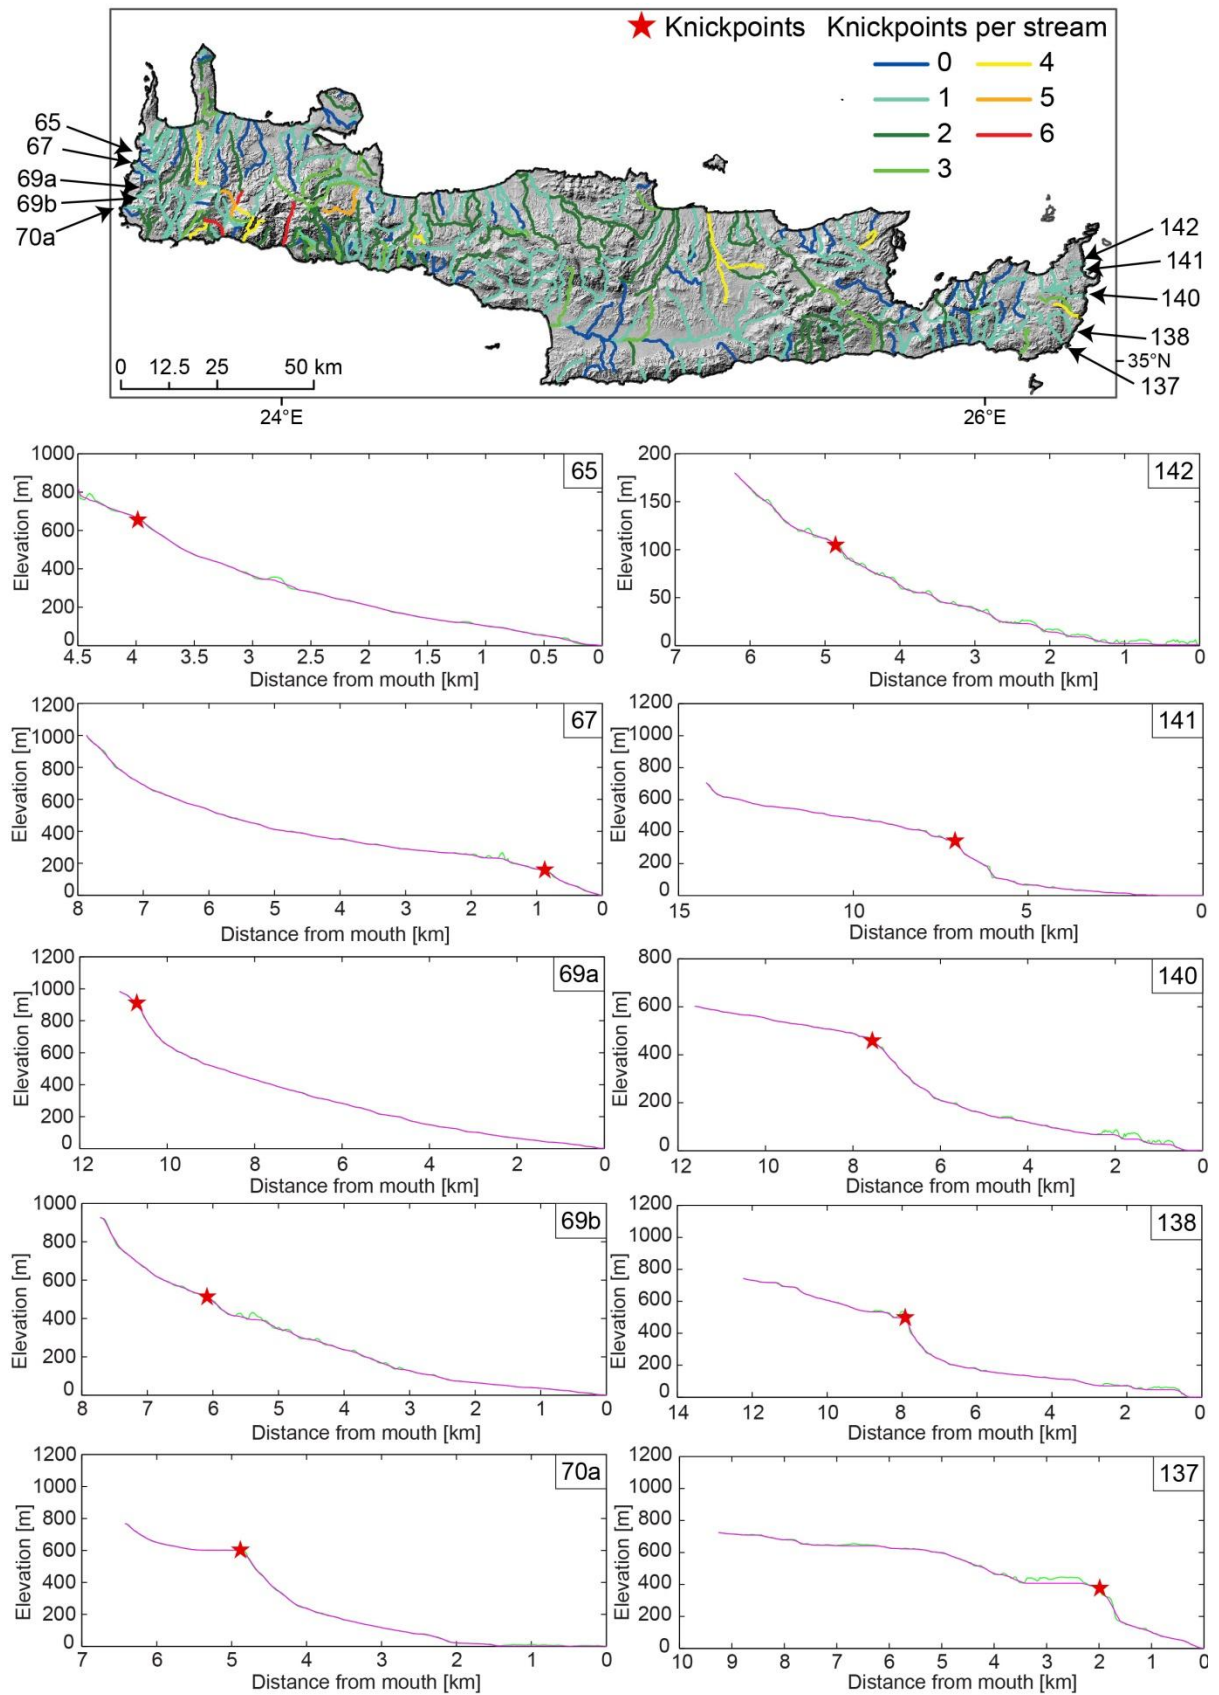 Knickpoints Knickpoints per stream
0 4
1 5
2 6
3
65
67
69a
69b
70a
142
141
140
138
137
35°N
0 12.5 25 50 km
24°E 26°E
65
Elevation [m]
1000
800
600
400
200
0
4.5 4 3.5 3 2.5 2 1.5 1 0.5 0
Distance from mouth [km]
142
Elevation [m]
200
150
100
50
0
7 6 5 4 3 2 1 0
Distance from mouth [km]
67
Elevation [m]
1200
1000
800
600
400
200
0
8 7 6 5 4 3 2 1 0
Distance from mouth [km]
141
Elevation [m]
1200
1000
800
600
400
200
0
15 10 5 0
Distance from mouth [km]
69a
Elevation [m]
1200
1000
800
600
400
200
0
12 10 8 6 4 2 0
Distance from mouth [km]
140
Elevation [m]
800
600
400
200
0
12 10 8 6 4 2 0
Distance from mouth [km]
69b
Elevation [m]
1000
800
600
400
200
0
8 7 6 5 4 3 2 1 0
Distance from mouth [km]
138
Elevation [m]
1200
1000
800
600
400
200
0
14 12 10 8 6 4 2 0
Distance from mouth [km]
70a
Elevation [m]
1200
1000
800
600
400
200
0
7 6 5 4 3 2 1 0
Distance from mouth [km]
137
Elevation [m]
1200
1000
800
600
400
200
0
10 9 8 7 6 5 4 3 2 1 0
Distance from mouth [km]